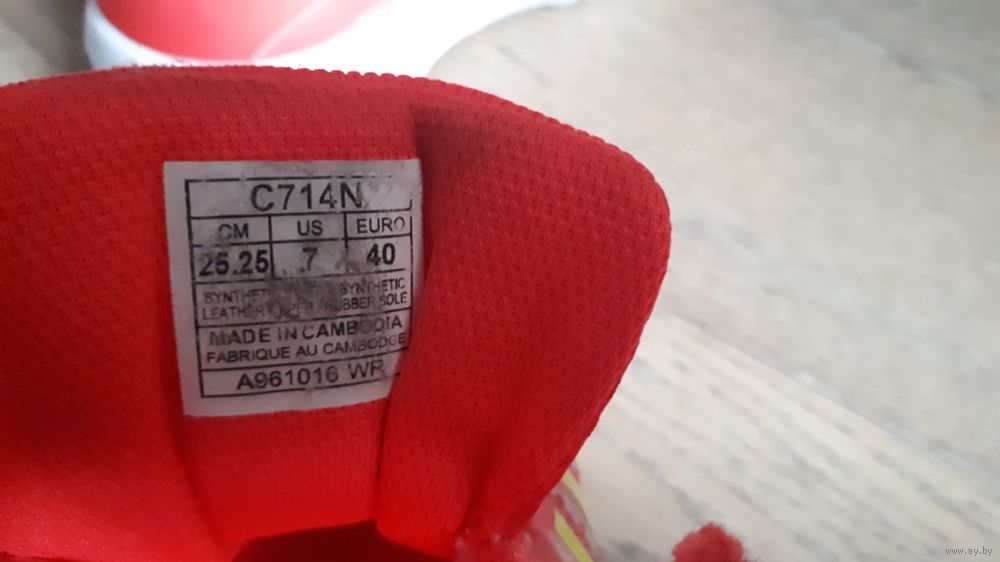 C714N
CM US EURO
25.25 7 40
SYNTHETIC
LEATHER RUBBER SOLE
MADE IN CAMBODIA
FABRIQUE AU CAMBODGE
A961016 WR
www.ay.by